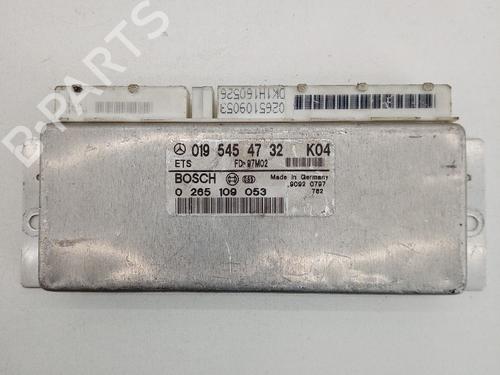 0265109053
DK1H160526
019 545 47 32 K04
ETS FD-97M02
BOSCH Made in Germany
0 265 109 053
9092 0797
782
B-PARTS